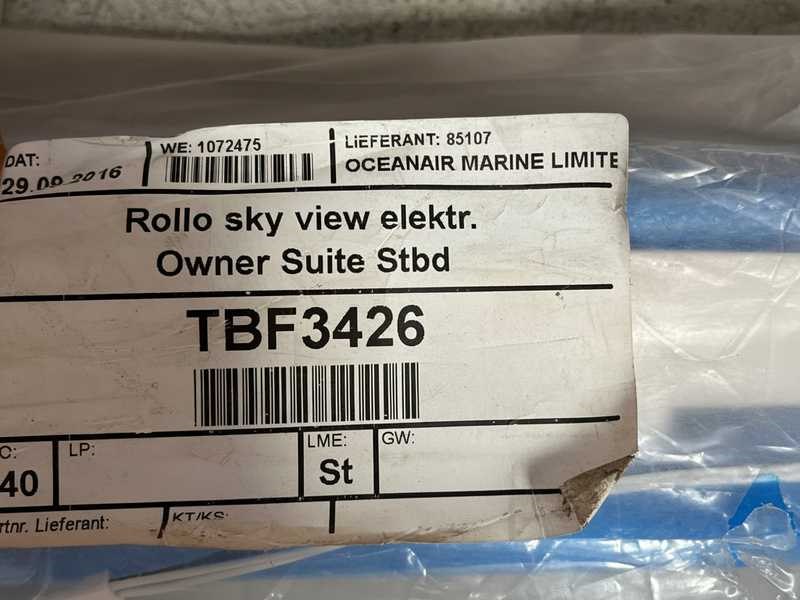 DAT:
29.09.2016
WE: 1072475
LiEFERANT: 85107
OCEANAIR MARINE LIMITE
Rollo sky view elektr.
Owner Suite Stbd
TBF3426
C:
40
LP:
LME:
St
GW:
rtnr. Lieferant:
KT/KS: